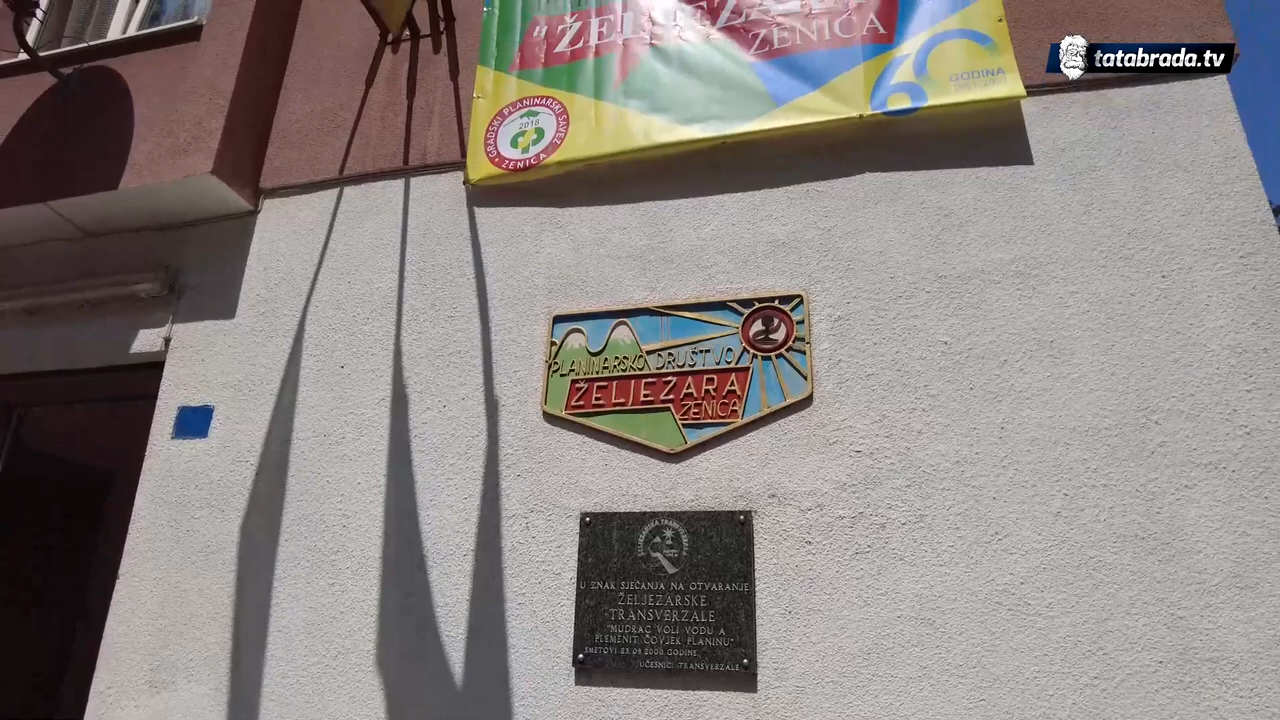 "ŽELJEZARA"
ZENICA
60
GODINA
GRADSKI PLANINARSKI SAVEZ
2018
ZENICA
tatabrada.tv
PLANINARSKO DRUŠTVO
ŽELJEZARA
ZENICA
ŽELJEZARSKA TRANSVERZALA
U ZNAK SJEĆANJA NA OTVARANJE
ŽELJEZARSKE
TRANSVERZALE
"MUDRAC VOLI VODU A
PLEMENIT ČOVJEK PLANINU"
SMETOVI 23.09.2000.GODINE
UČESNICI TRANSVERZALE